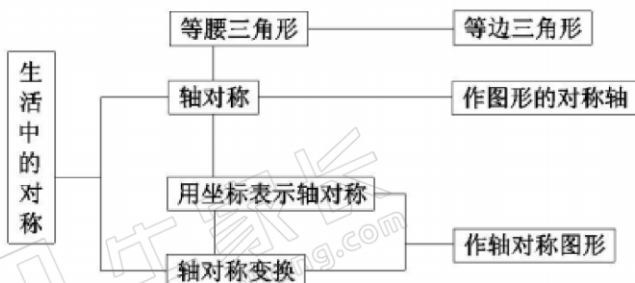 等腰三角形
等边三角形
生活中的对称
轴对称
作图形的对称轴
用坐标表示轴对称
作轴对称图形
轴对称变换